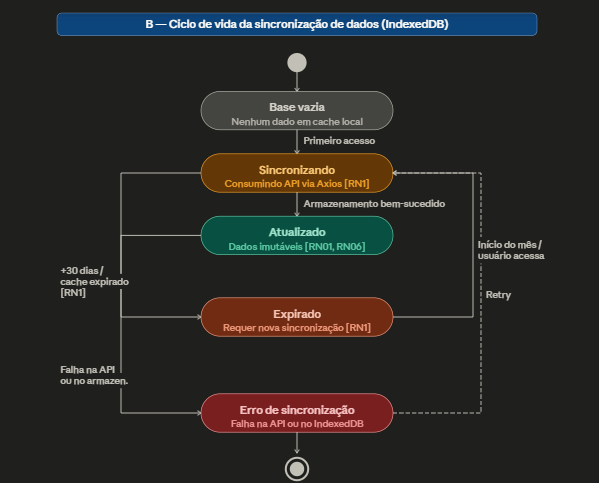 B — Ciclo de vida da sincronização de dados (IndexedDB)
Base vazia
Nenhum dado em cache local
Primeiro acesso
Sincronizando
Consumindo API via Axios [RN1]
Armazenamento bem-sucedido
Atualizado
Dados imutáveis [RN01, RN06]
Início do mês /
usuário acessa
+30 dias /
cache expirado
[RN1]
Retry
Expirado
Requer nova sincronização [RN1]
Falha na API
ou no armazen.
Erro de sincronização
Falha na API ou no IndexedDB